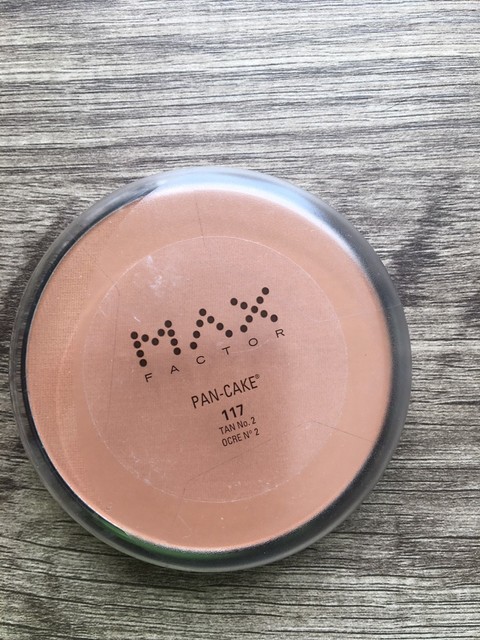 MAX
FACTOR
PAN-CAKE®
117
TAN No. 2
OCRE Nº 2